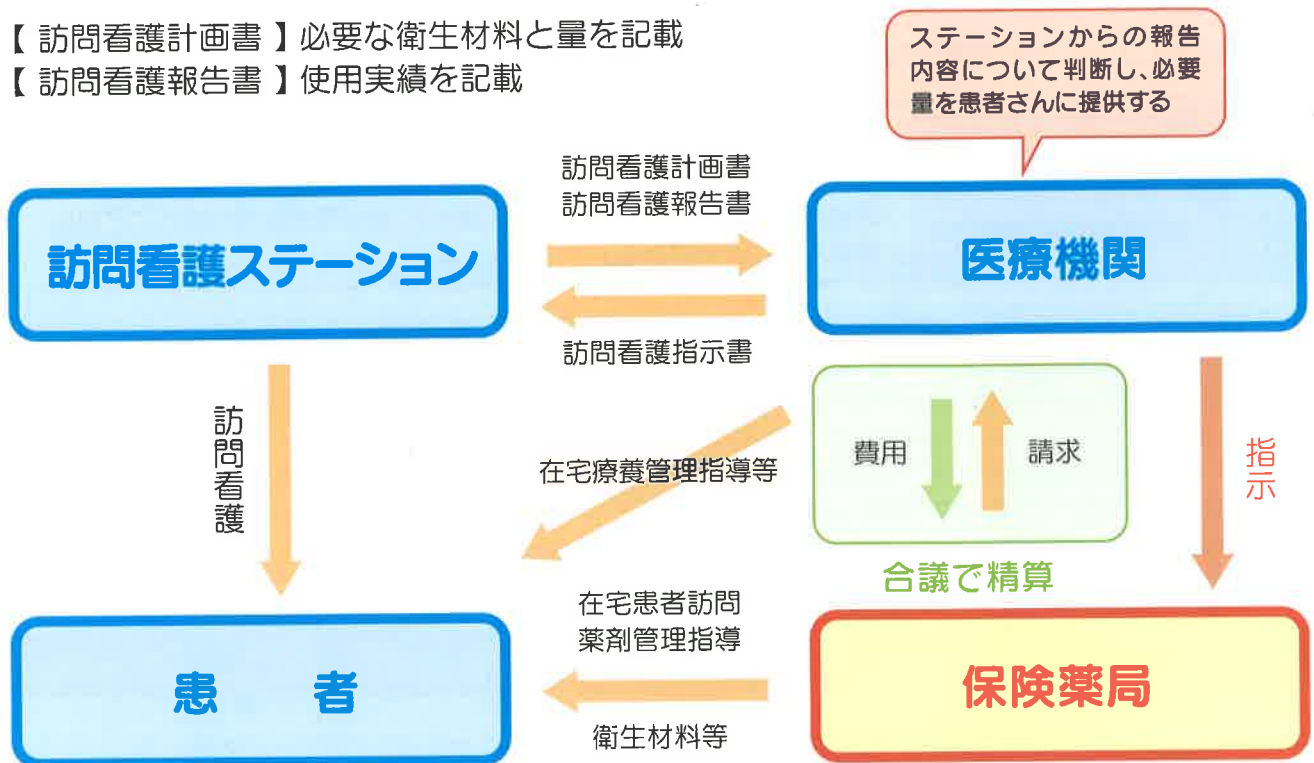 【 訪問看護計画書 】必要な衛生材料と量を記載
【 訪問看護報告書 】使用実績を記載
ステーションからの報告
内容について判断し、必要
量を患者さんに提供する
訪問看護計画書
訪問看護報告書
訪問看護ステーション
医療機関
訪問看護指示書
訪問看護
在宅療養管理指導等
費用
請求
指示
合議で精算
在宅患者訪問
薬剤管理指導
患 者
保険薬局
衛生材料等